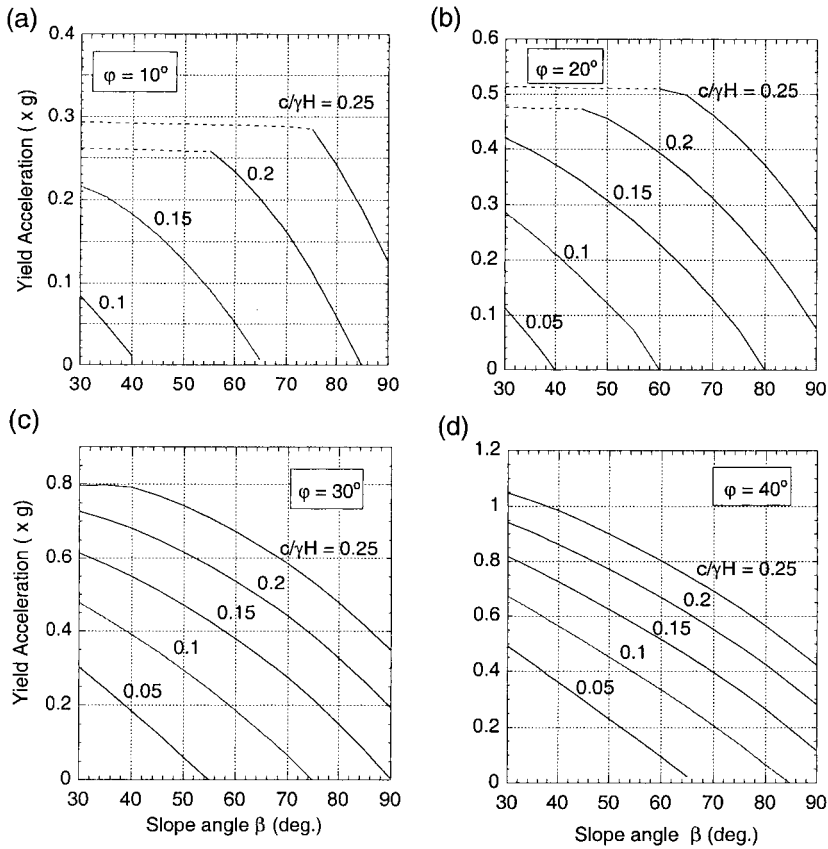 (a)
0.4
0.3
0.2
0.1
0
Yield Acceleration ( x g)
φ = 10°
c/γH = 0.25
0.2
0.15
0.1
30 40 50 60 70 80 90
(b)
0.6
0.5
0.4
0.3
0.2
0.1
0
φ = 20°
c/γH = 0.25
0.2
0.15
0.1
0.05
30 40 50 60 70 80 90
(c)
0.8
0.6
0.4
0.2
0
Yield Acceleration ( x g)
φ = 30°
c/γH = 0.25
0.2
0.15
0.1
0.05
30 40 50 60 70 80 90
Slope angle β (deg.)
(d)
1.2
1
0.8
0.6
0.4
0.2
0
φ = 40°
c/γH = 0.25
0.2
0.15
0.1
0.05
30 40 50 60 70 80 90
Slope angle β (deg.)